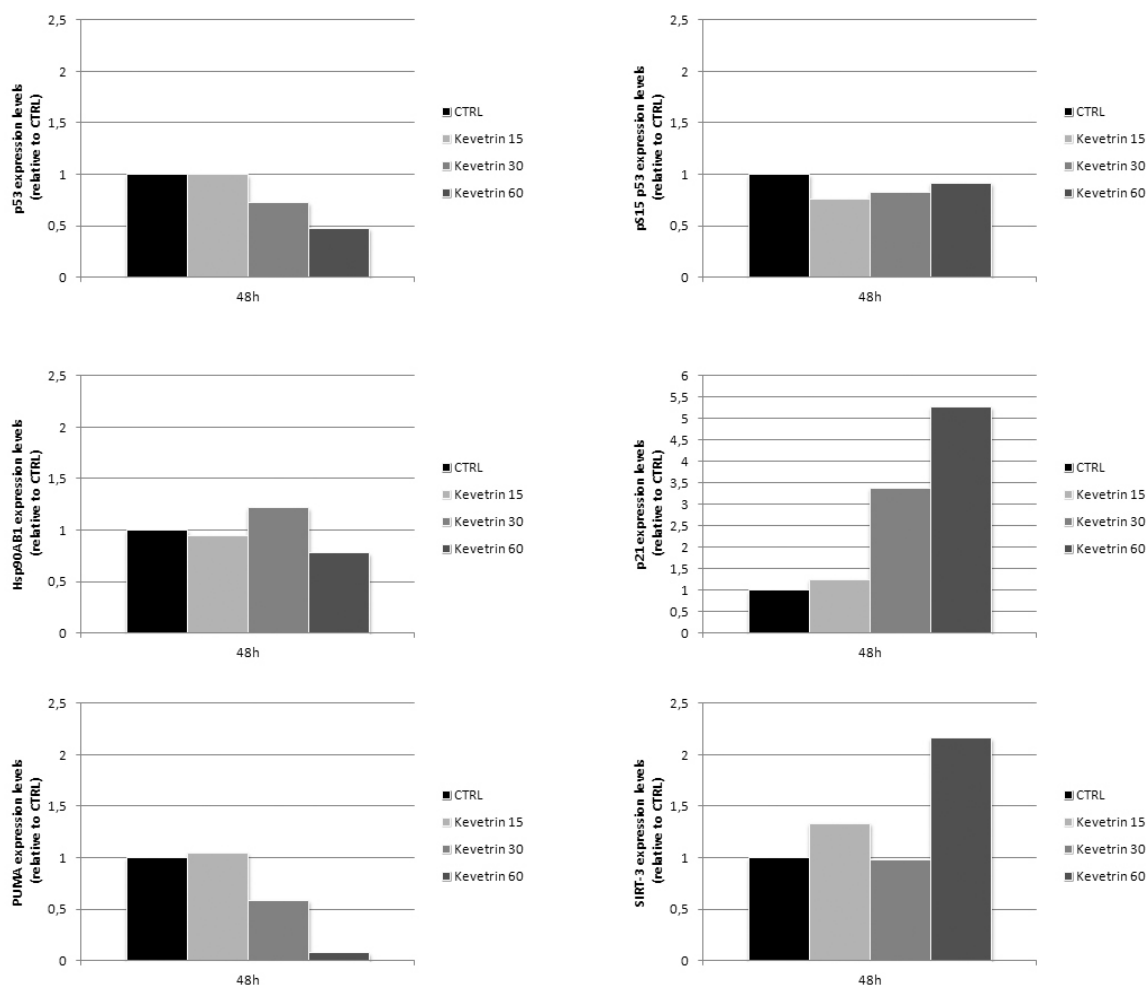 p53 expression levels
(relative to CTRL)
2,5
2
1,5
1
0,5
0
48h
CTRL
Kevetrin 15
Kevetrin 30
Kevetrin 60
pS15 p53 expression levels
(relative to CTRL)
2,5
2
1,5
1
0,5
0
48h
CTRL
Kevetrin 15
Kevetrin 30
Kevetrin 60
Hsp90AB1 expression levels
(relative to CTRL)
2,5
2
1,5
1
0,5
0
48h
CTRL
Kevetrin 15
Kevetrin 30
Kevetrin 60
p21 expression levels
(relative to CTRL)
6
5,5
5
4,5
4
3,5
3
2,5
2
1,5
1
0,5
0
48h
CTRL
Kevetrin 15
Kevetrin 30
Kevetrin 60
PUMA expression levels
(relative to CTRL)
2,5
2
1,5
1
0,5
0
48h
CTRL
Kevetrin 15
Kevetrin 30
Kevetrin 60
SIRT-3 expression levels
(relative to CTRL)
2,5
2
1,5
1
0,5
0
48h
CTRL
Kevetrin 15
Kevetrin 30
Kevetrin 60